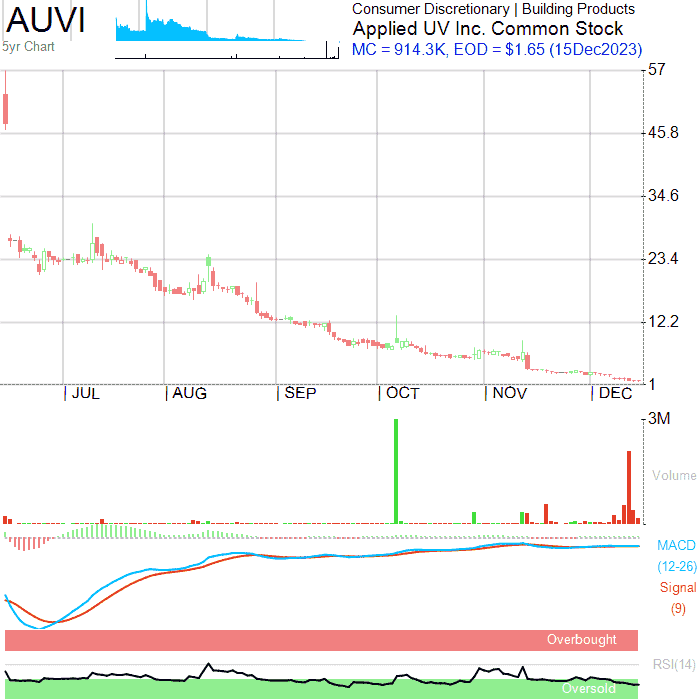 AUVI
5yr Chart
Consumer Discretionary | Building Products
Applied UV Inc. Common Stock
MC = 914.3K, EOD = $1.65 (15Dec2023)
57
45.8
34.6
23.4
12.2
1
JUL AUG SEP OCT NOV DEC
3M
Volume
MACD
(12-26)
Signal
(9)
Overbought
RSI(14)
Oversold